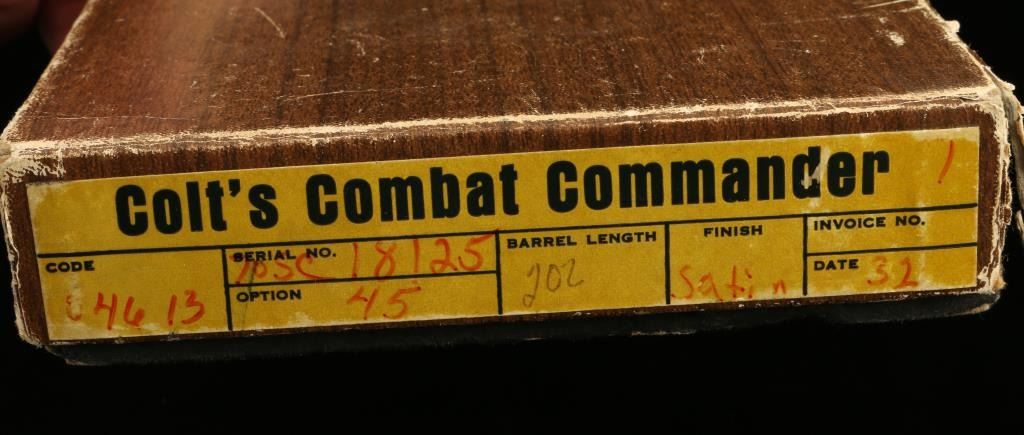 Colt's Combat Commander 1
CODE
4613
SERIAL NO. 70SC 18125
OPTION 45
BARREL LENGTH
202
FINISH
Satin
INVOICE NO.
DATE 32